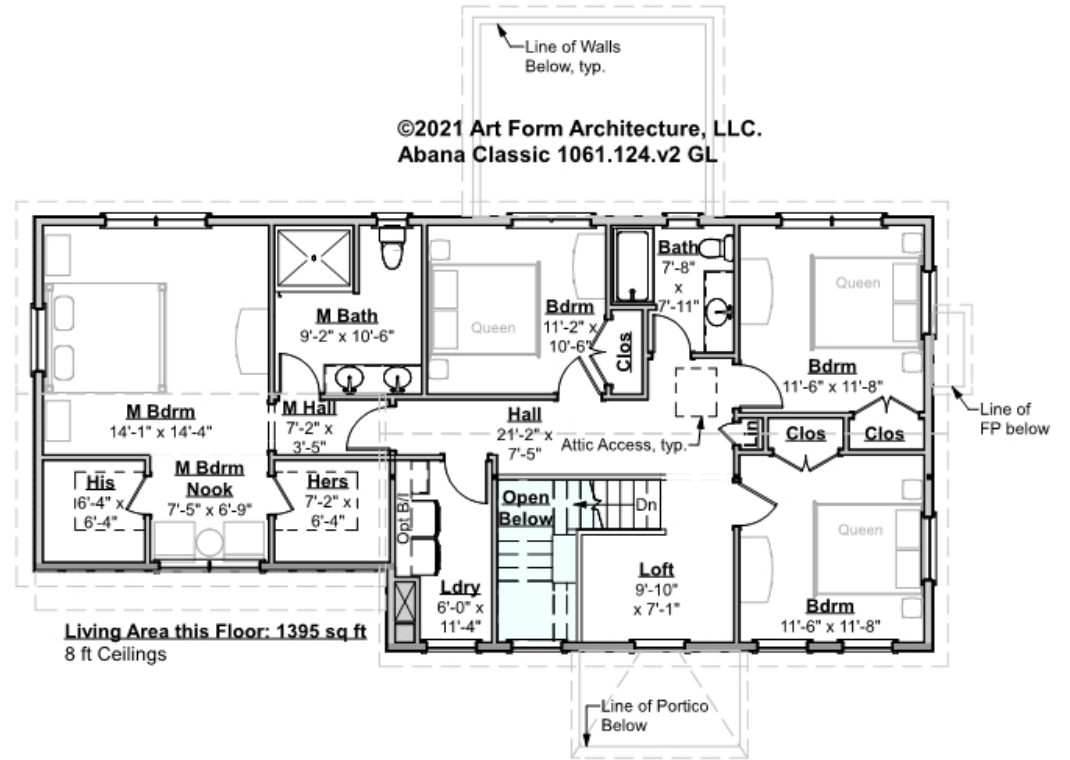 Line of Walls
Below, typ.
©2021 Art Form Architecture, LLC.
Abana Classic 1061.124.v2 GL
M Bath
9'-2" x 10'-6"
Queen
Bdrm
11'-2" x
10'-6"
Clos
Bath
7'-8"
x
7'-11"
Queen
Bdrm
11'-6" x 11'-8"
Line of
FP below
M Bdrm
14'-1" x 14'-4"
M Hall
7'-2" x
3'-5"
Hall
21'-2" x
7'-5"
Attic Access, typ.
Lin
Clos
Clos
His
6'-4" x
6'-4"
M Bdrm
Nook
7'-5" x 6'-9"
Hers
7'-2" x
6'-4"
Opt B/I
Open
Below
Dn
Queen
Ldry
6'-0" x
11'-4"
Loft
9'-10"
x 7'-1"
Bdrm
11'-6" x 11'-8"
Living Area this Floor: 1395 sq ft
8 ft Ceilings
Line of Portico
Below